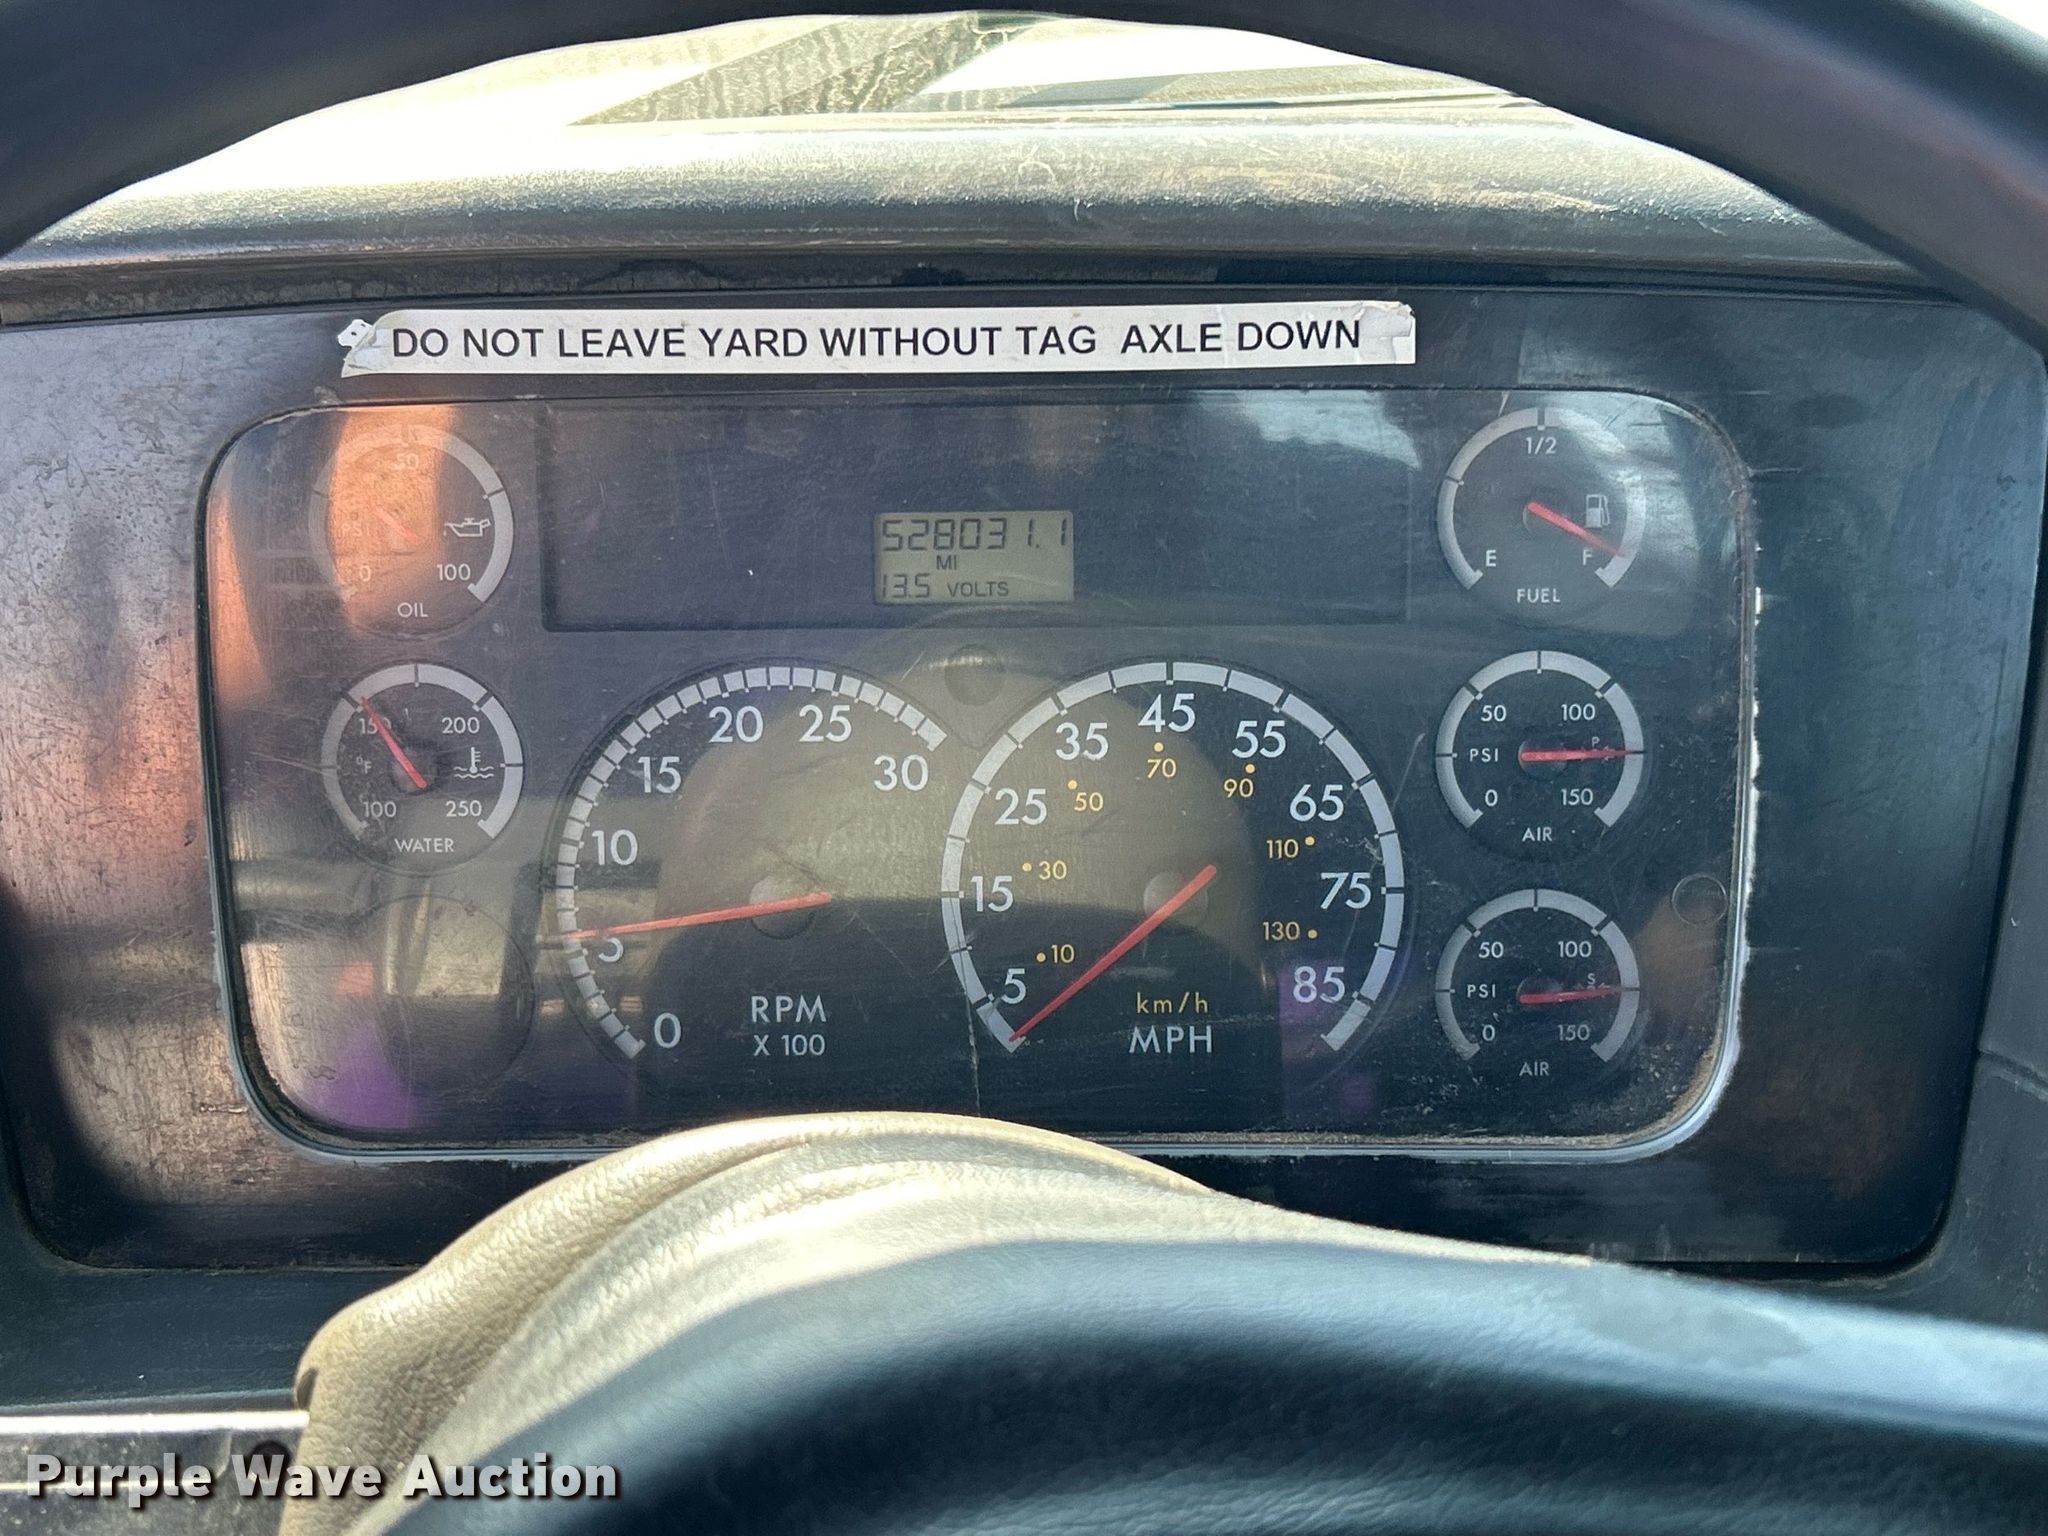 DO NOT LEAVE YARD WITHOUT TAG AXLE DOWN
50
PSI
0
100
OIL
528031.1
MI
13.5 VOLTS
1/2
E
F
FUEL
150
200
°F
100
250
WATER
0
5
10
15
20
25
30
RPM
X 100
5
15
25
35
45
55
65
75
85
10
30
50
70
90
110
130
km/h
MPH
50
100
PSI
P
0
150
AIR
50
100
PSI
S
0
150
AIR
Purple Wave Auction